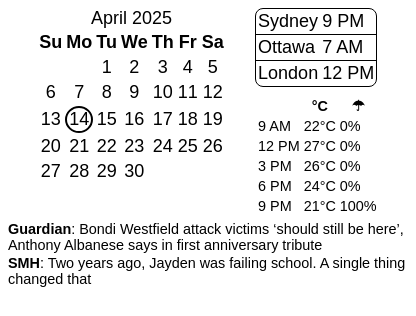 April 2025
Su Mo Tu We Th Fr Sa
1 2 3 4 5
6 7 8 9 10 11 12
13 14 15 16 17 18 19
20 21 22 23 24 25 26
27 28 29 30
Sydney 9 PM
Ottawa 7 AM
London 12 PM
°C ☂
9 AM 22°C 0%
12 PM 27°C 0%
3 PM 26°C 0%
6 PM 24°C 0%
9 PM 21°C 100%
Guardian: Bondi Westfield attack victims ‘should still be here’,
Anthony Albanese says in first anniversary tribute
SMH: Two years ago, Jayden was failing school. A single thing
changed that